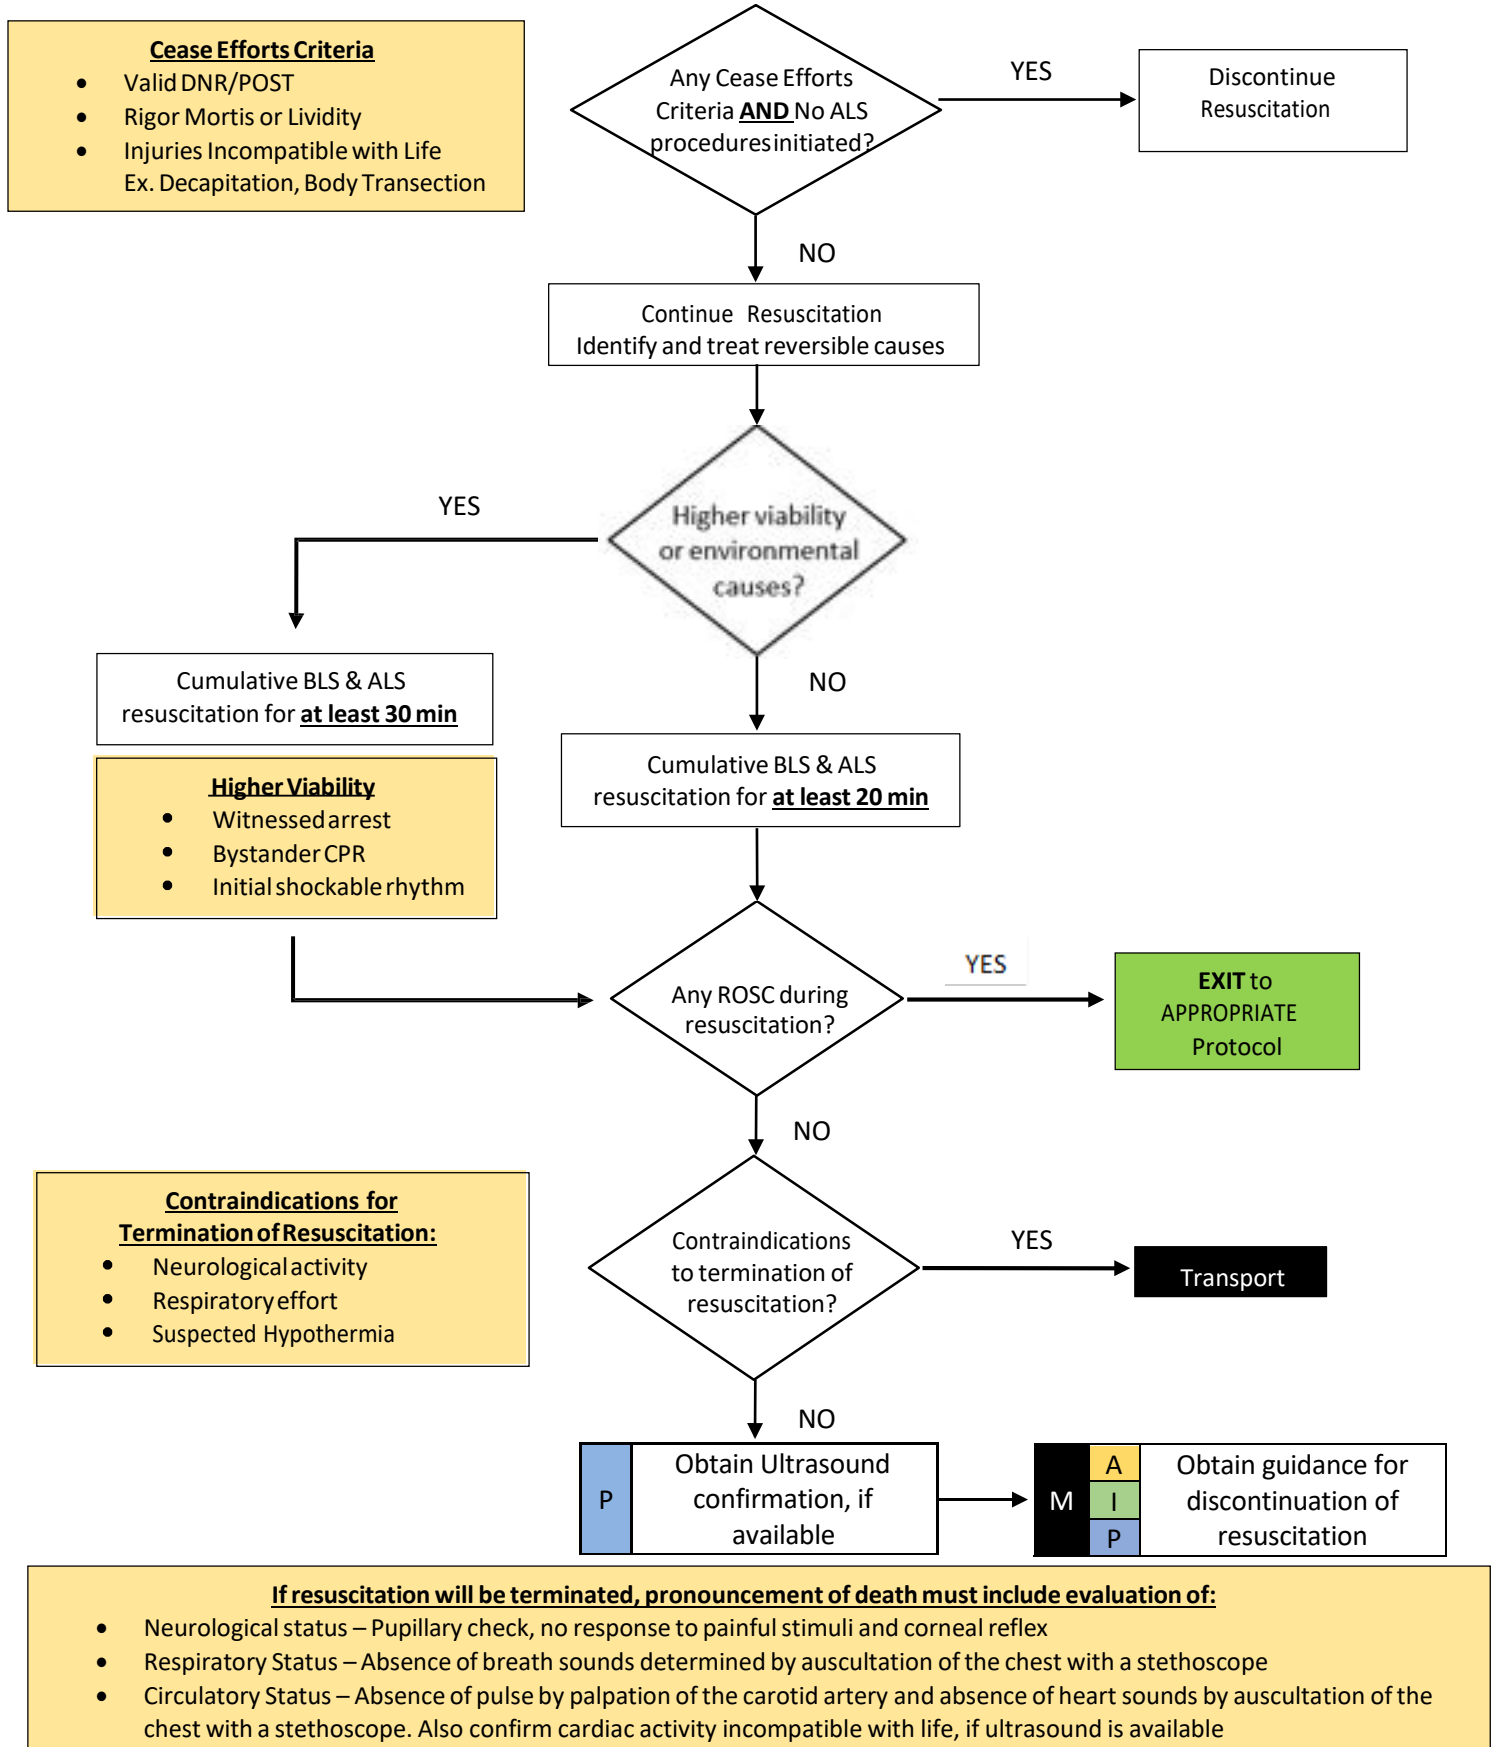 Cease Efforts Criteria
• Valid DNR/POST
• Rigor Mortis or Lividity
• Injuries Incompatible with Life
Ex. Decapitation, Body Transection
Any Cease Efforts
Criteria AND No ALS
procedures initiated?
YES
Discontinue
Resuscitation
NO
Continue Resuscitation
Identify and treat reversible causes
Higher viability
or environmental
causes?
YES
Cumulative BLS & ALS
resuscitation for at least 30 min
Higher Viability
• Witnessed arrest
• Bystander CPR
• Initial shockable rhythm
NO
Cumulative BLS & ALS
resuscitation for at least 20 min
Any ROSC during
resuscitation?
YES
EXIT to
APPROPRIATE
Protocol
NO
Contraindications for
Termination of Resuscitation:
• Neurological activity
• Respiratory effort
• Suspected Hypothermia
Contraindications
to termination of
resuscitation?
YES
Transport
NO
P
Obtain Ultrasound
confirmation, if
available
M
A
I
P
Obtain guidance for
discontinuation of
resuscitation
If resuscitation will be terminated, pronouncement of death must include evaluation of:
• Neurological status – Pupillary check, no response to painful stimuli and corneal reflex
• Respiratory Status – Absence of breath sounds determined by auscultation of the chest with a stethoscope
• Circulatory Status – Absence of pulse by palpation of the carotid artery and absence of heart sounds by auscultation of the
chest with a stethoscope. Also confirm cardiac activity incompatible with life, if ultrasound is available